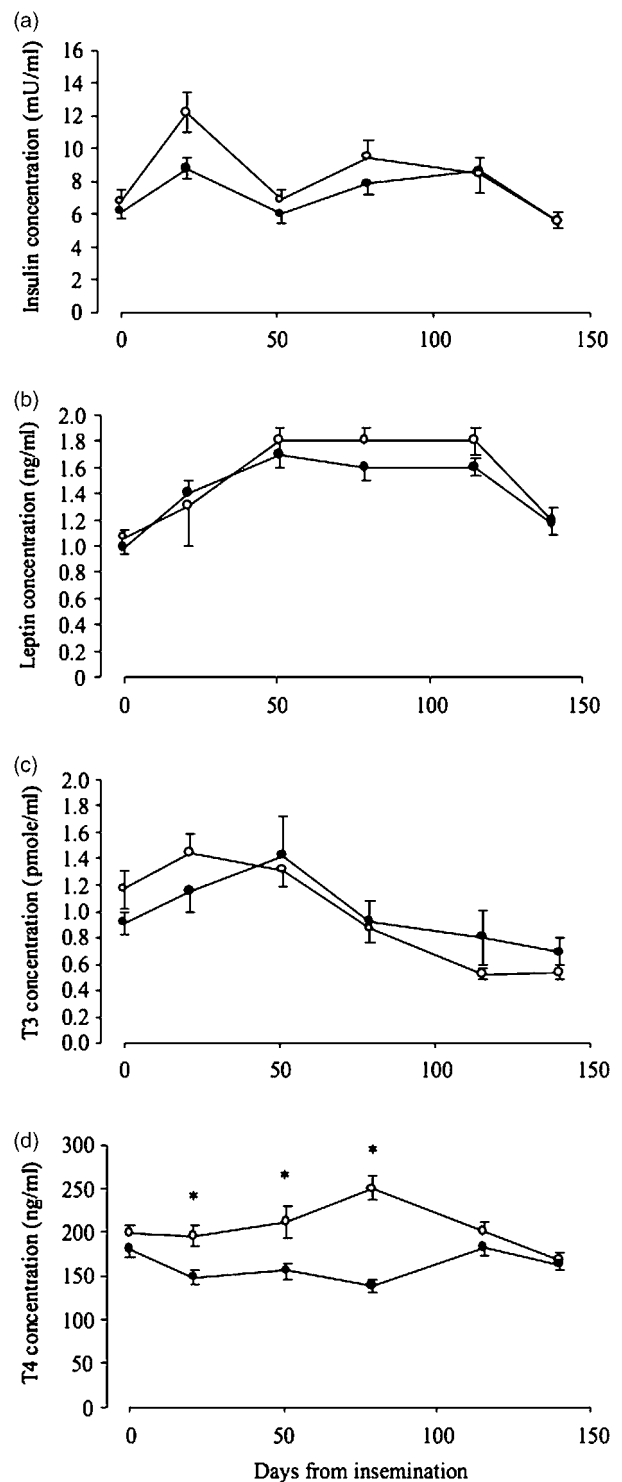 (a)
Insulin concentration (mU/ml)
16
14
12
10
8
6
4
2
0
0 50 100 150
(b)
Leptin concentration (ng/ml)
2.0
1.8
1.6
1.4
1.2
1.0
0.8
0.6
0.4
0.2
0
0 50 100 150
(c)
T3 concentration (pmole/ml)
2.0
1.8
1.6
1.4
1.2
1.0
0.8
0.6
0.4
0.2
0.0
0 50 100 150
(d)
T4 concentration (ng/ml)
300
250
200
150
100
50
0
* * *
0 50 100 150
Days from insemination